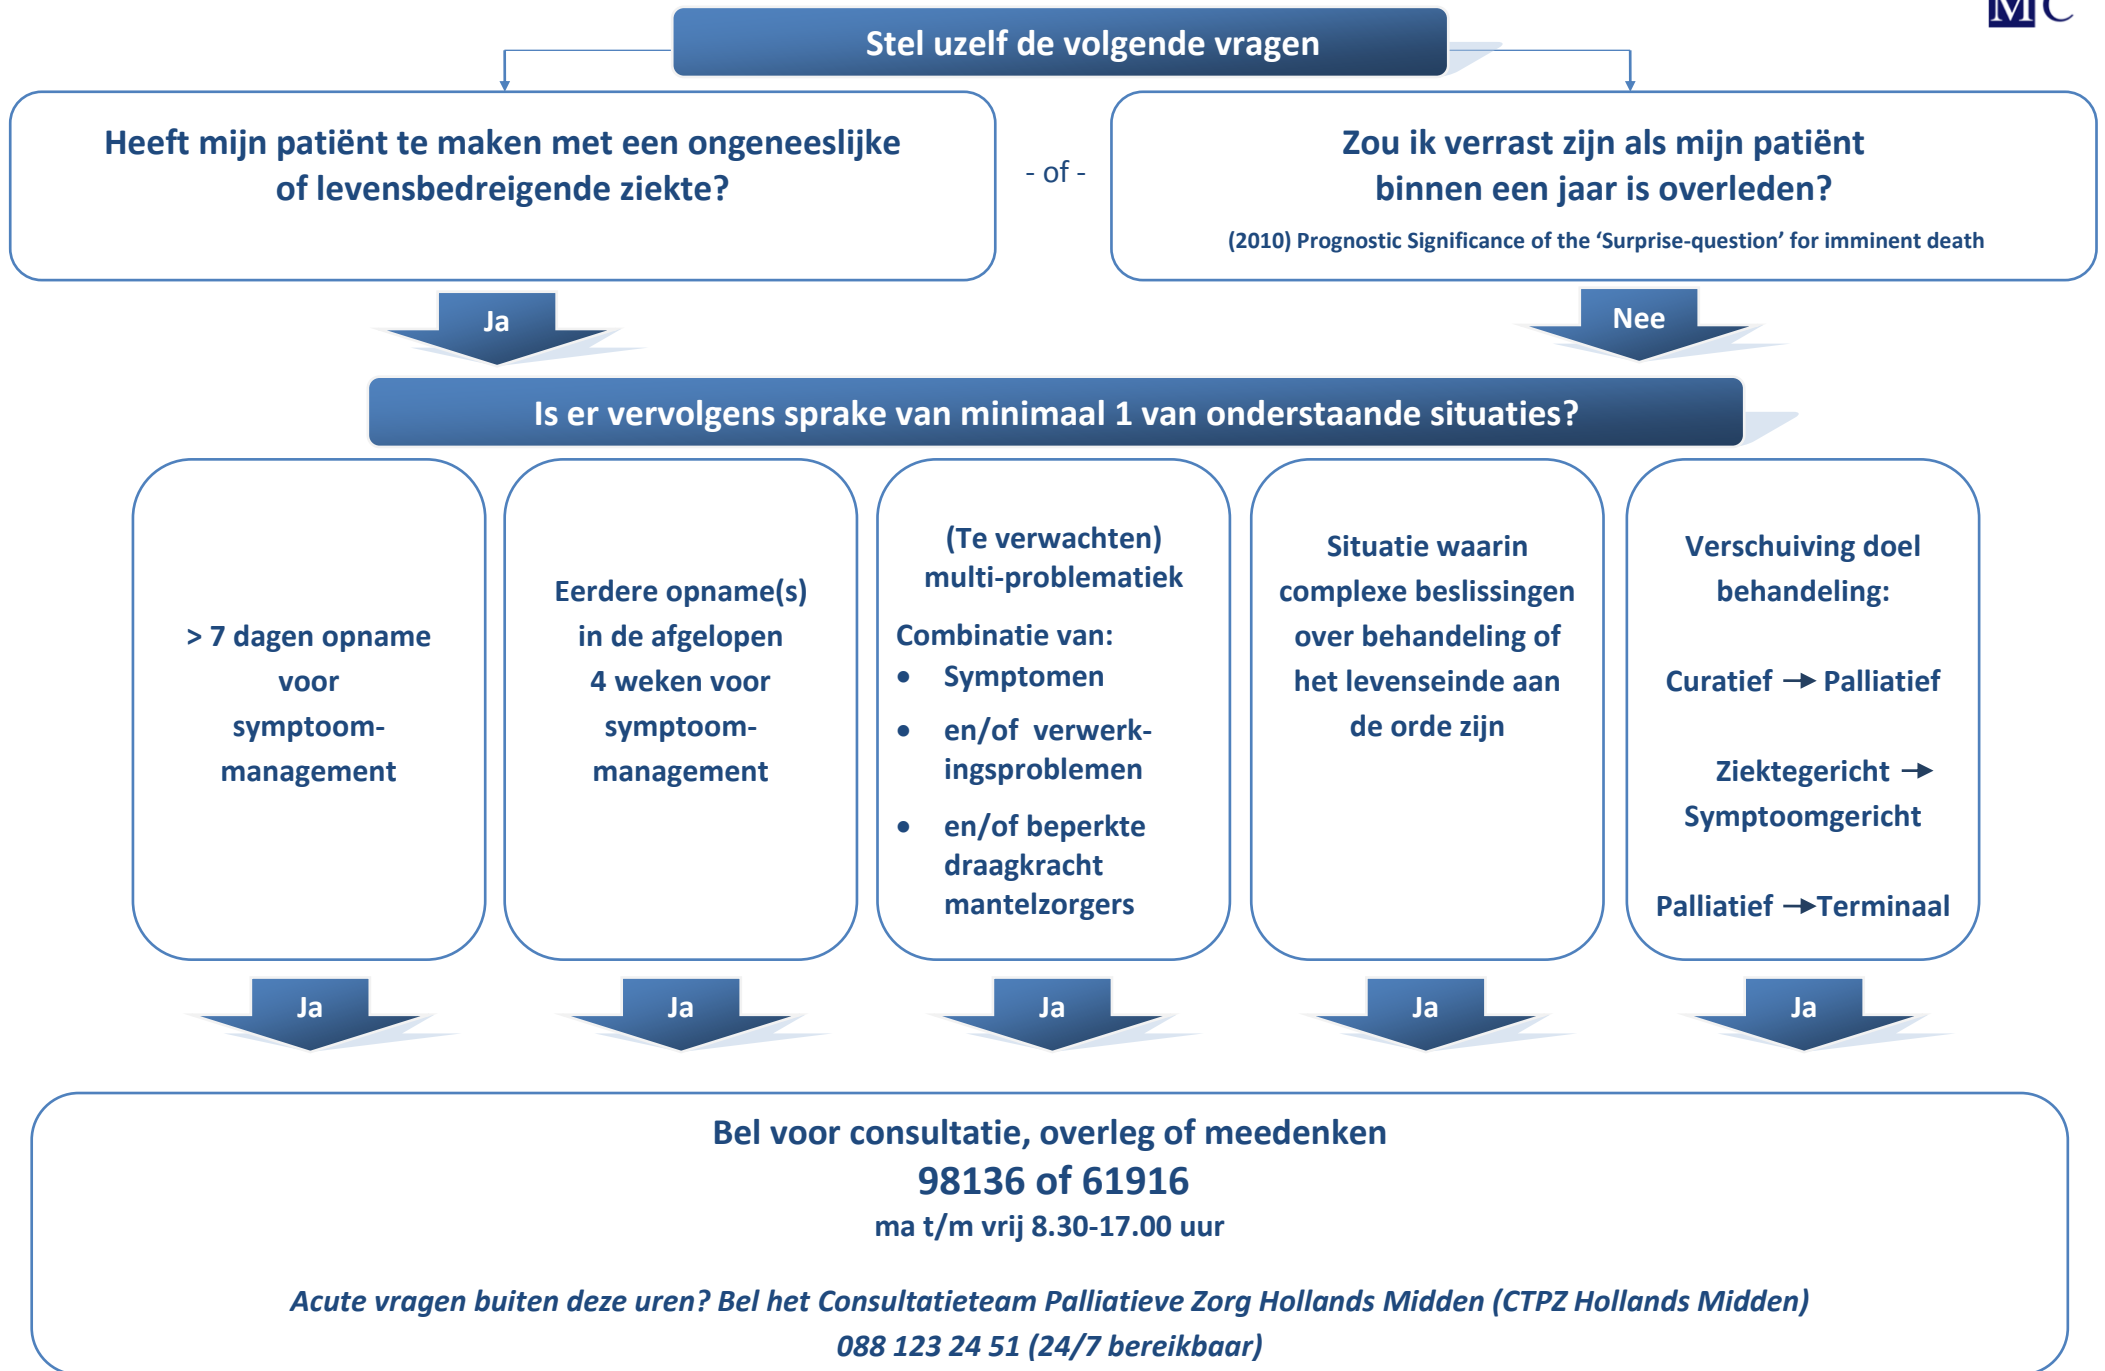 MC
Stel uzelf de volgende vragen
Heeft mijn patiënt te maken met een ongeneeslijke
of levensbedreigende ziekte?
- of -
Zou ik verrast zijn als mijn patiënt
binnen een jaar is overleden?
(2010) Prognostic Significance of the ‘Surprise-question’ for imminent death
Ja
Nee
Is er vervolgens sprake van minimaal 1 van onderstaande situaties?
> 7 dagen opname
voor
symptoom-
management
Eerdere opname(s)
in de afgelopen
4 weken voor
symptoom-
management
(Te verwachten)
multi-problematiek
Combinatie van:
• Symptomen
• en/of verwerk-
ingsproblemen
• en/of beperkte
draagkracht
mantelzorgers
Situatie waarin
complexe beslissingen
over behandeling of
het levenseinde aan
de orde zijn
Verschuiving doel
behandeling:
Curatief → Palliatief
Ziektegericht →
Symptoomgericht
Palliatief →Terminaal
Ja
Ja
Ja
Ja
Ja
Bel voor consultatie, overleg of meedenken
98136 of 61916
ma t/m vrij 8.30-17.00 uur
Acute vragen buiten deze uren? Bel het Consultatieteam Palliatieve Zorg Hollands Midden (CTPZ Hollands Midden)
088 123 24 51 (24/7 bereikbaar)